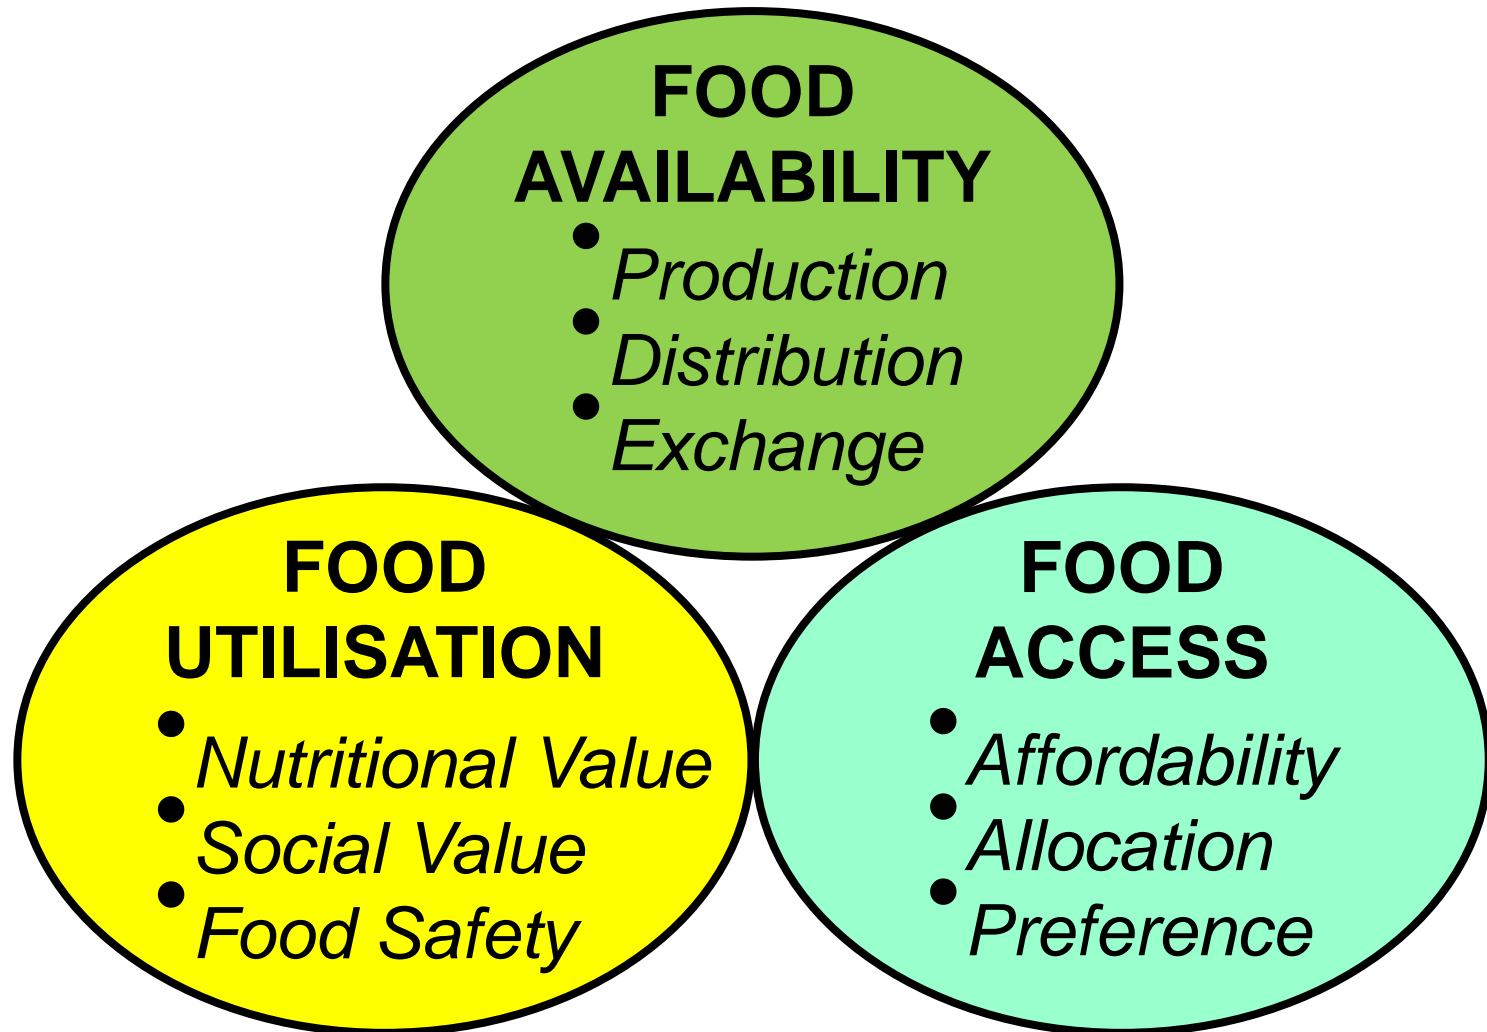 FOOD
AVAILABILITY
• Production
• Distribution
• Exchange
FOOD
UTILISATION
• Nutritional Value
• Social Value
• Food Safety
FOOD
ACCESS
• Affordability
• Allocation
• Preference